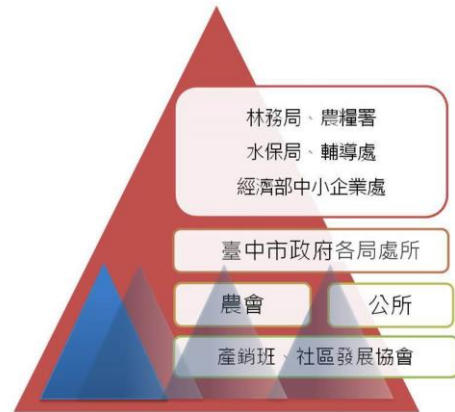 林務局、農糧署
水保局、輔導處
經濟部中小企業處
臺中市政府各局處所
農會
公所
產銷班、社區發展協會